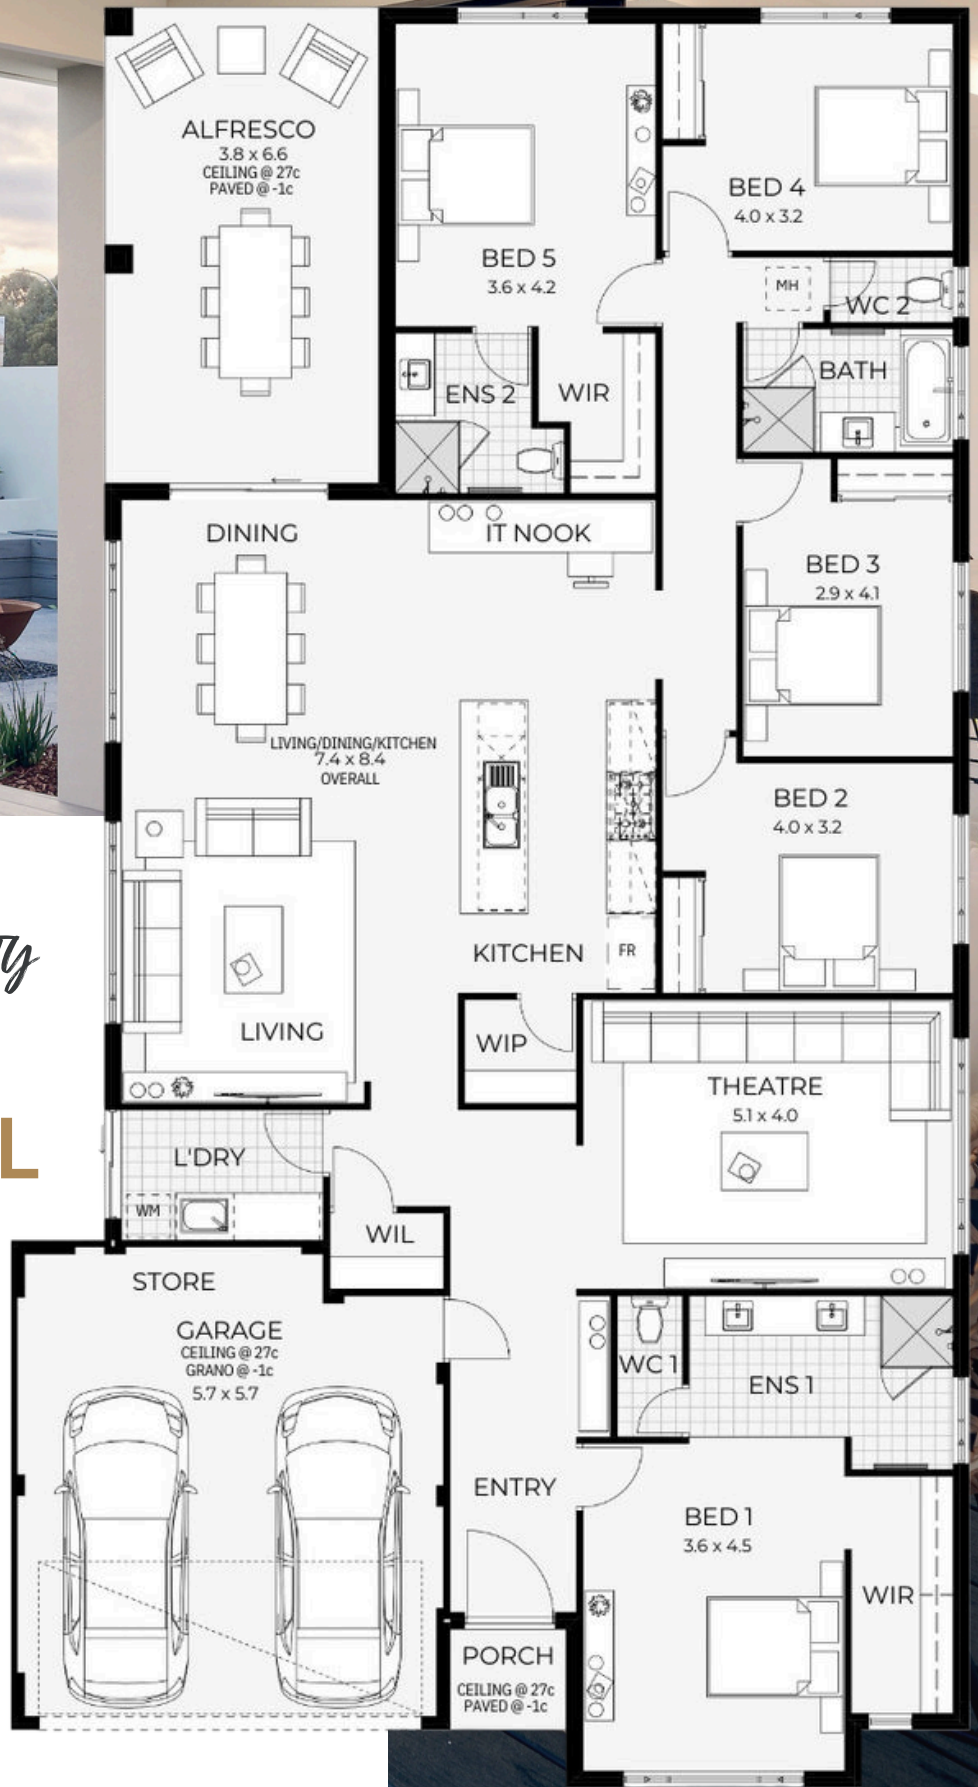 ALFRESCO
3.8 x 6.6
CEILING @ 27c
PAVED @ -1c
BED 5
3.6 x 4.2
BED 4
4.0 x 3.2
MH
WC 2
ENS 2
WIR
BATH
DINING
IT NOOK
BED 3
2.9 x 4.1
LIVING/DINING/KITCHEN
7.4 x 8.4
OVERALL
BED 2
4.0 x 3.2
ry
KITCHEN
FR
LIVING
WIP
THEATRE
5.1 x 4.0
L
L'DRY
WM
WIL
STORE
GARAGE
CEILING @ 27c
GRANO @ -1c
5.7 x 5.7
WC 1
ENS 1
ENTRY
BED 1
3.6 x 4.5
WIR
PORCH
CEILING @ 27c
PAVED @ -1c